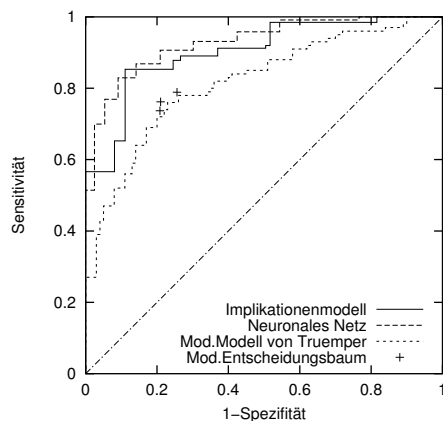 1
0.8
0.6
0.4
0.2
0
Sensitivität
Implikationenmodell
Neuronales Netz
Mod.Modell von Truemper
Mod.Entscheidungsbaum
0 0.2 0.4 0.6 0.8 1
1−Spezifität